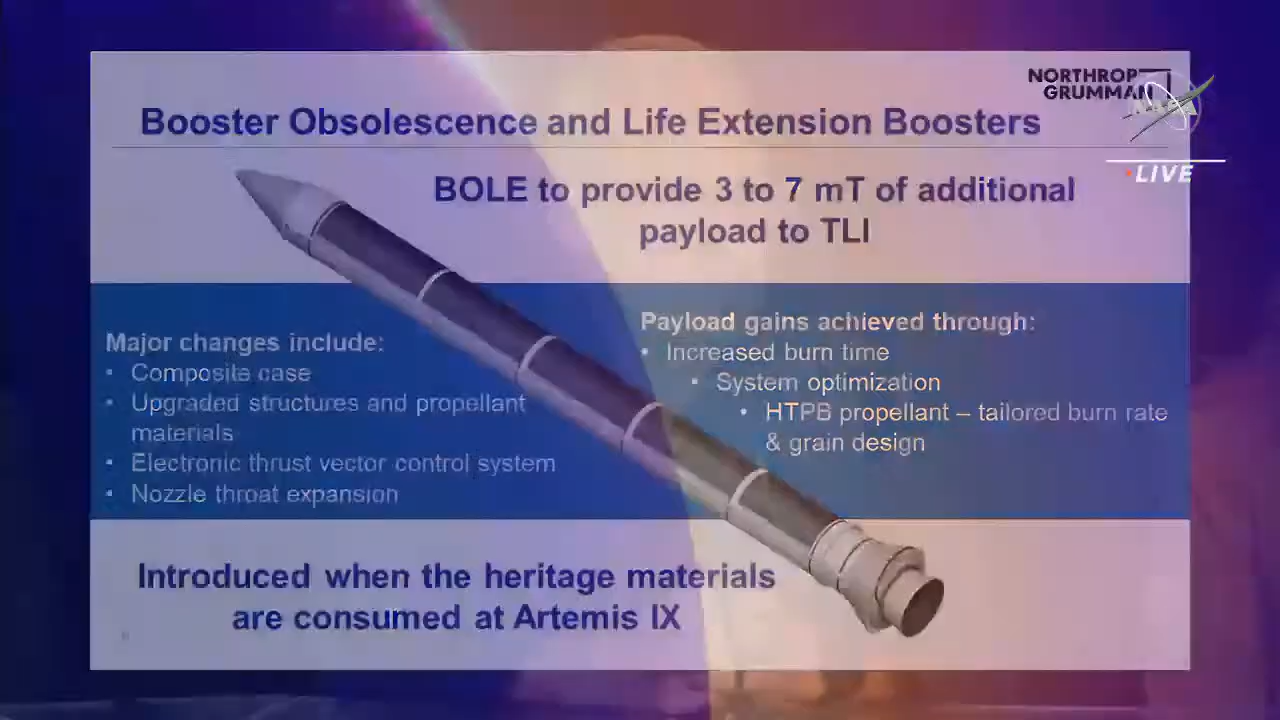 NORTHROP
GRUMMAN
NASA
LIVE
Booster Obsolescence and Life Extension Boosters
BOLE to provide 3 to 7 mT of additional
payload to TLI
Major changes include:
• Composite case
• Upgraded structures and propellant
materials
• Electronic thrust vector control system
• Nozzle throat expansion
Payload gains achieved through:
• Increased burn time
• System optimization
• HTPB propellant – tailored burn rate
& grain design
Introduced when the heritage materials
are consumed at Artemis IX